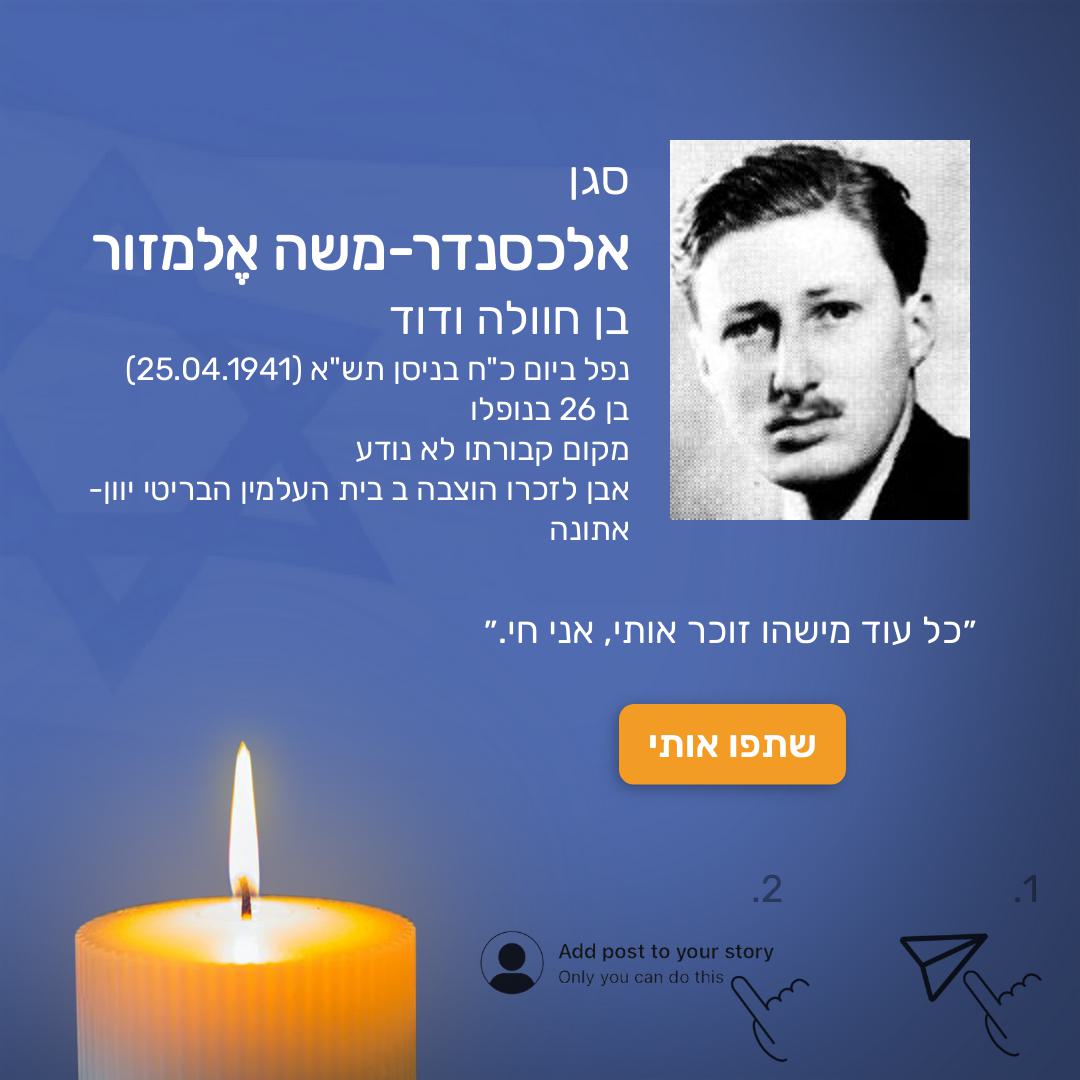 סגן
אלכסנדר-משה אֱלמזור
בן חוולה ודוד
נפל ביום כ"ח בניסן תש"א (25.04.1941)
בן 26 בנופלו
מקום קבורתו לא נודע
אבן לזכרו הוצבה ב בית העלמין הבריטי יוון-
אתונה
״כל עוד מישהו זוכר אותי, אני חי.״
שתפו אותי
1.
2.
Add post to your story
Only you can do this